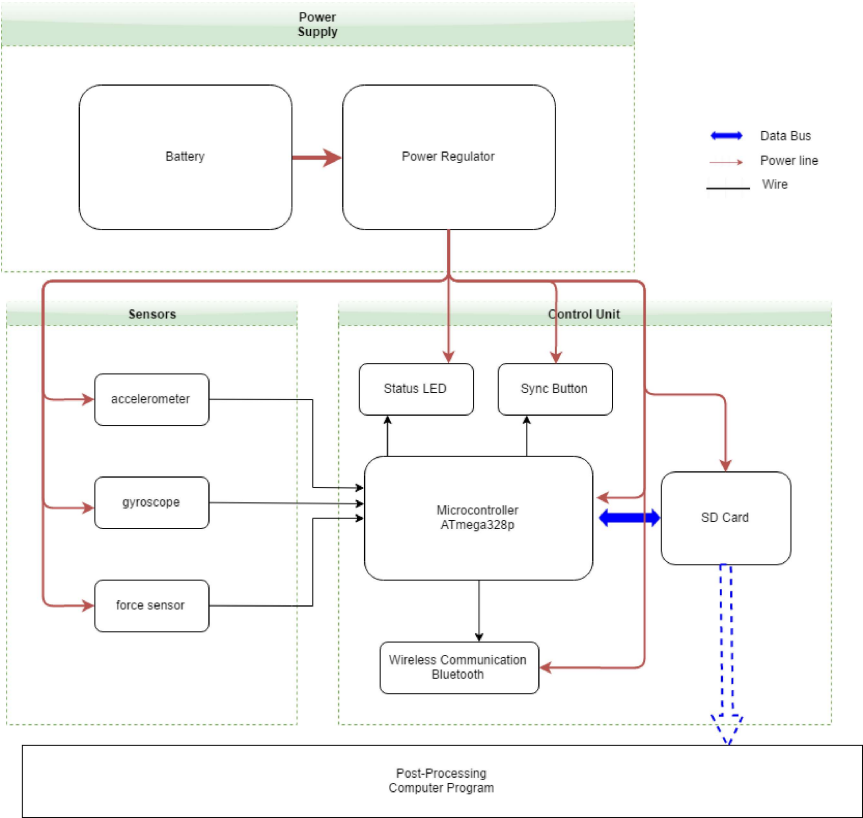 Power
Supply
Battery
Power Regulator
Data Bus
Power line
Wire
Sensors
Control Unit
accelerometer
gyroscope
force sensor
Status LED
Sync Button
Microcontroller
ATmega328p
SD Card
Wireless Communication
Bluetooth
Post-Processing
Computer Program